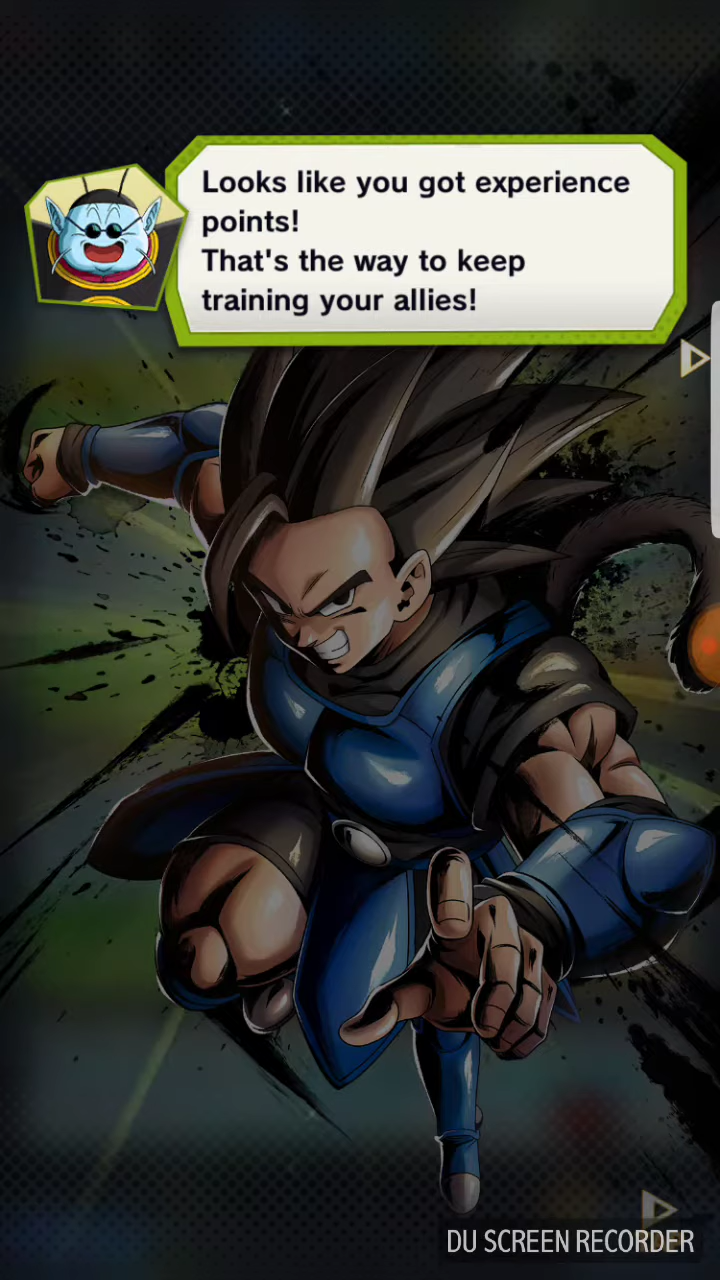 Looks like you got experience
points!
That's the way to keep
training your allies!
DU SCREEN RECORDER